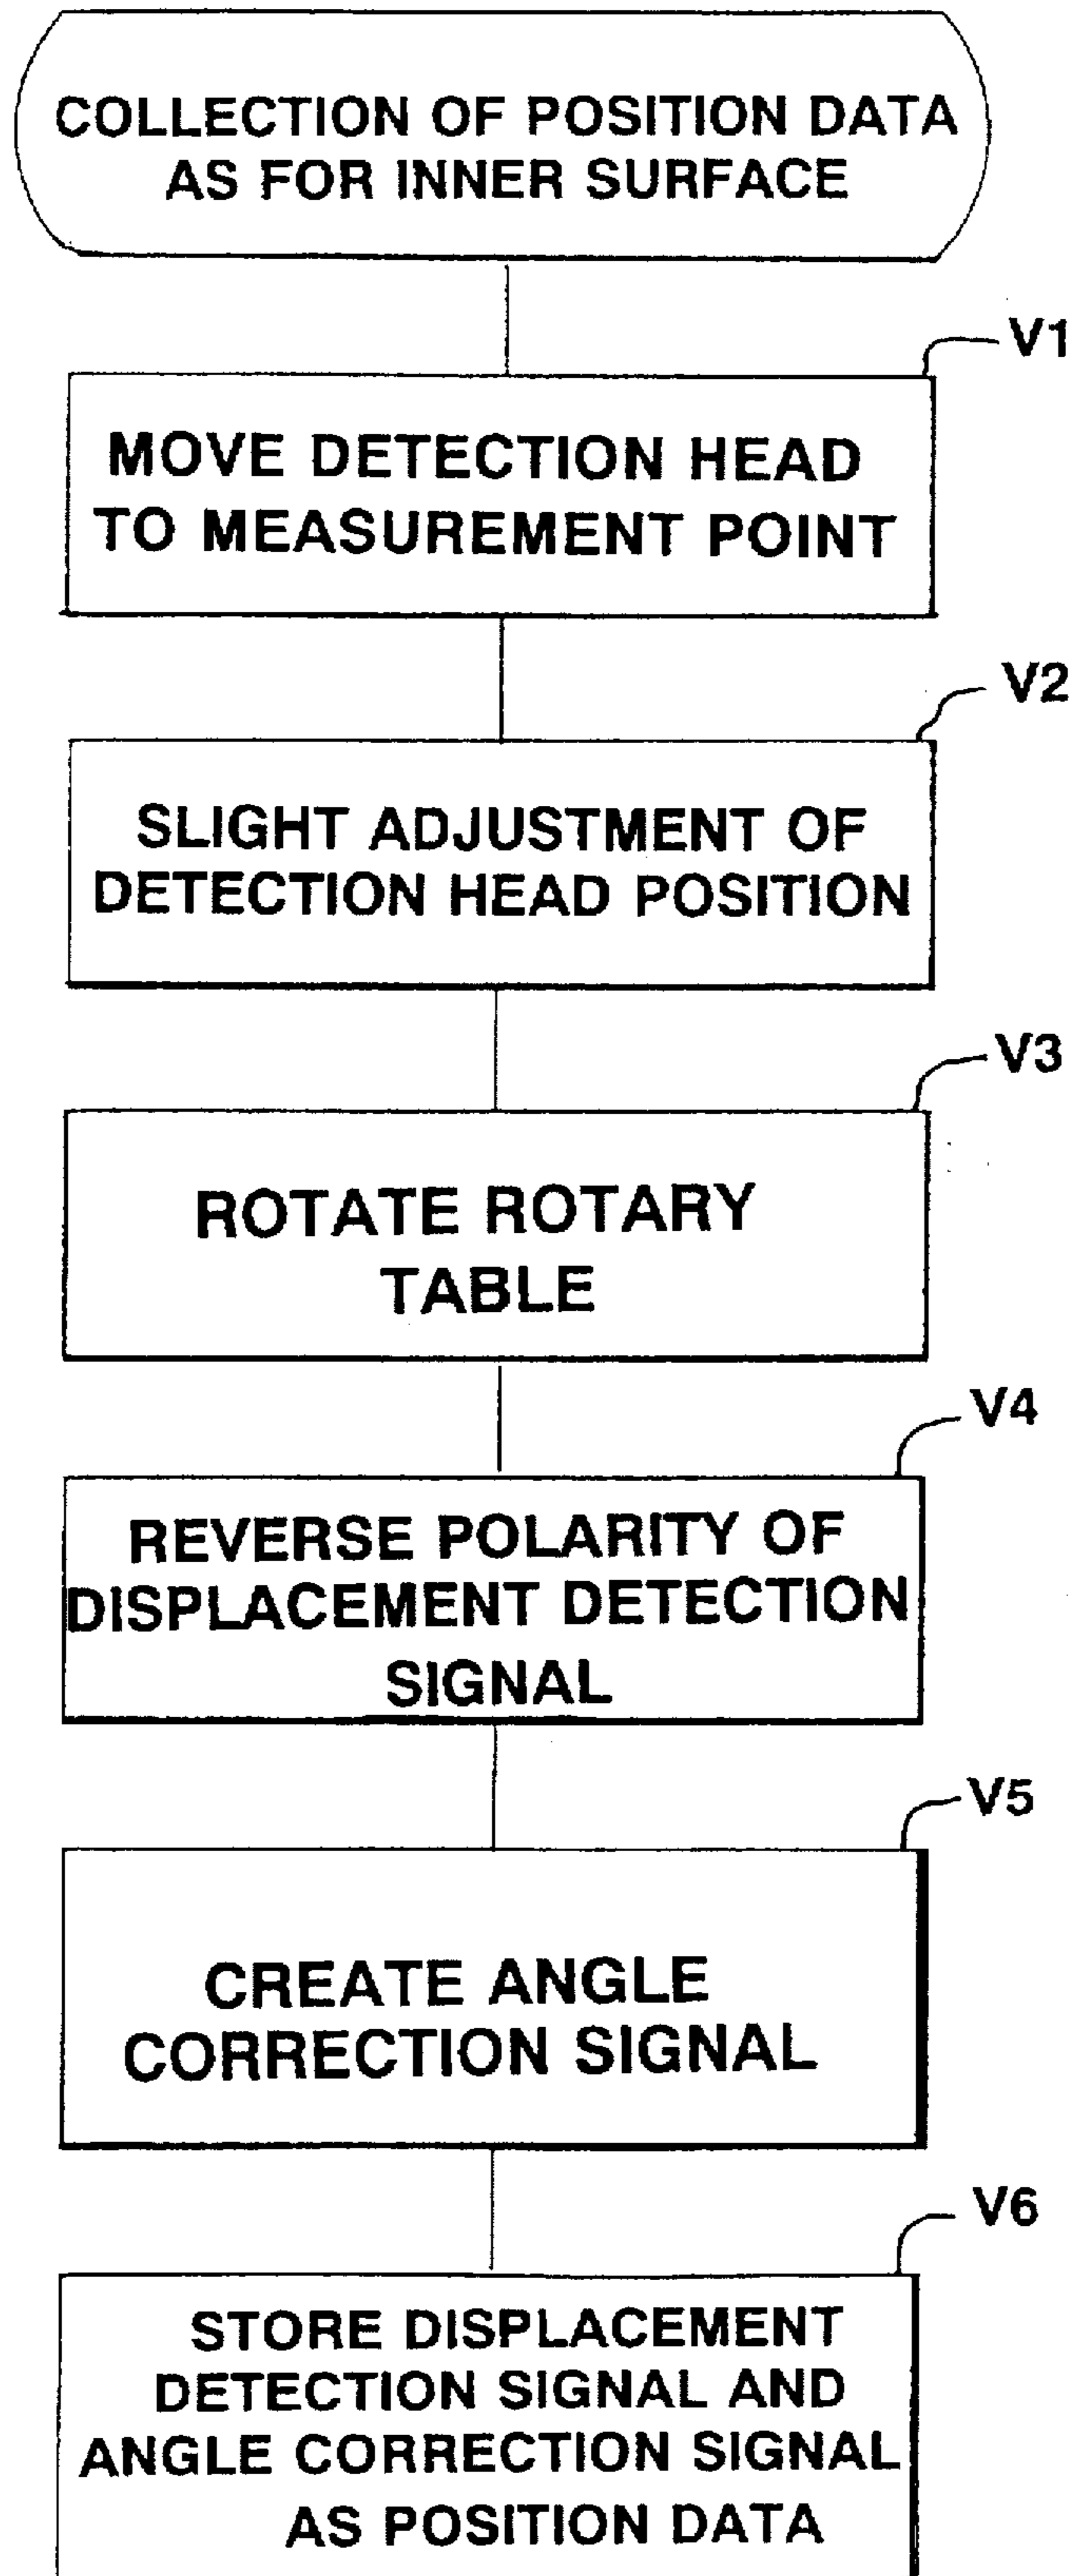 COLLECTION OF POSITION DATA
AS FOR INNER SURFACE
V1
MOVE DETECTION HEAD
TO MEASUREMENT POINT
V2
SLIGHT ADJUSTMENT OF
DETECTION HEAD POSITION
V3
ROTATE ROTARY
TABLE
V4
REVERSE POLARITY OF
DISPLACEMENT DETECTION
SIGNAL
V5
CREATE ANGLE
CORRECTION SIGNAL
V6
STORE DISPLACEMENT
DETECTION SIGNAL AND
ANGLE CORRECTION SIGNAL
AS POSITION DATA